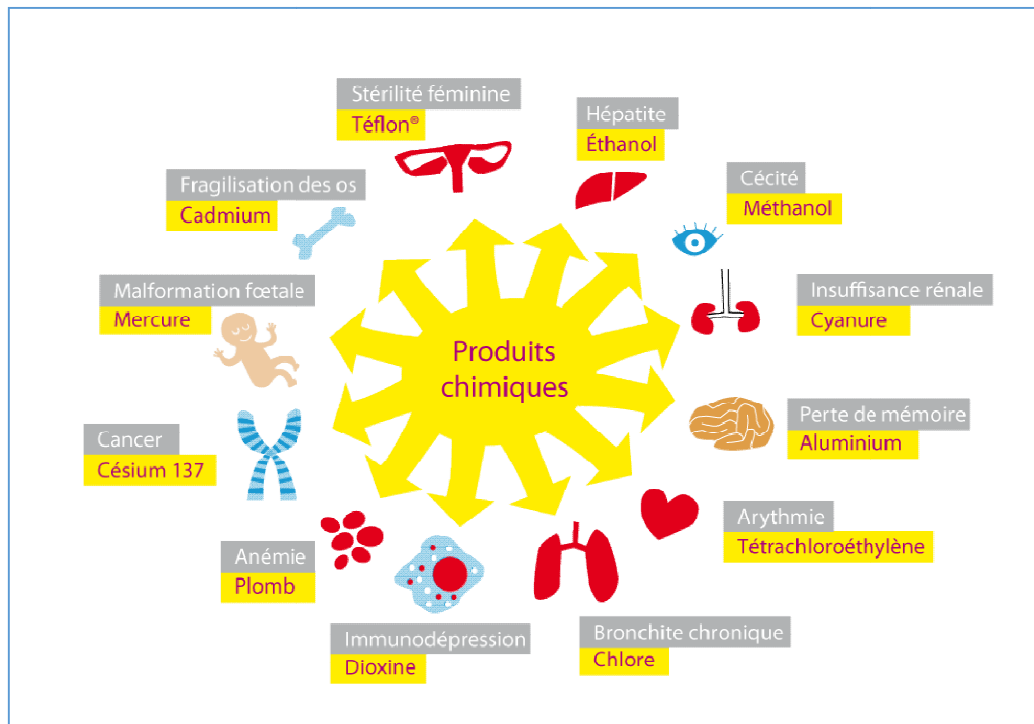 Stérilité féminine
Téflon®
Hépatite
Éthanol
Cécité
Méthanol
Fragilisation des os
Cadmium
Insuffisance rénale
Cyanure
Malformation fœtale
Mercure
Produits
chimiques
Perte de mémoire
Aluminium
Cancer
Césium 137
Arythmie
Tétrachloroéthylène
Anémie
Plomb
Immunodépression
Dioxine
Bronchite chronique
Chlore